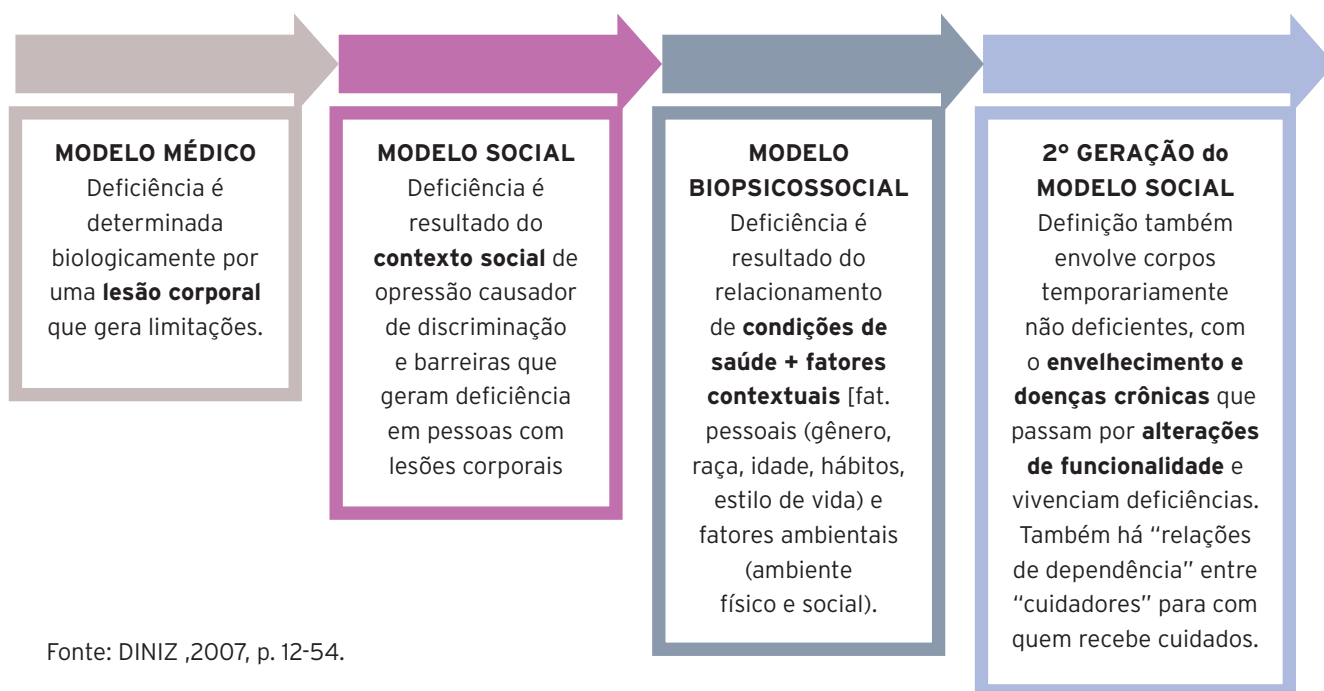 MODELO MÉDICO
Deficiência é
determinada
biologicamente por
uma lesão corporal
que gera limitações.
MODELO SOCIAL
Deficiência é
resultado do
contexto social de
opressão causador
de discriminação
e barreiras que
geram deficiência
em pessoas com
lesões corporais
MODELO
BIOPSICOSSOCIAL
Deficiência é
resultado do
relacionamento
de condições de
saúde + fatores
contextuais [fat.
pessoais (gênero,
raça, idade, hábitos,
estilo de vida) e
fatores ambientais
(ambiente
físico e social).
2° GERAÇÃO do
MODELO SOCIAL
Definição também
envolve corpos
temporariamente
não deficientes, com
o envelhecimento e
doenças crônicas que
passam por alterações
de funcionalidade e
vivenciam deficiências.
Também há “relações
de dependência” entre
“cuidadores” para com
quem recebe cuidados.
Fonte: DINIZ ,2007, p. 12-54.